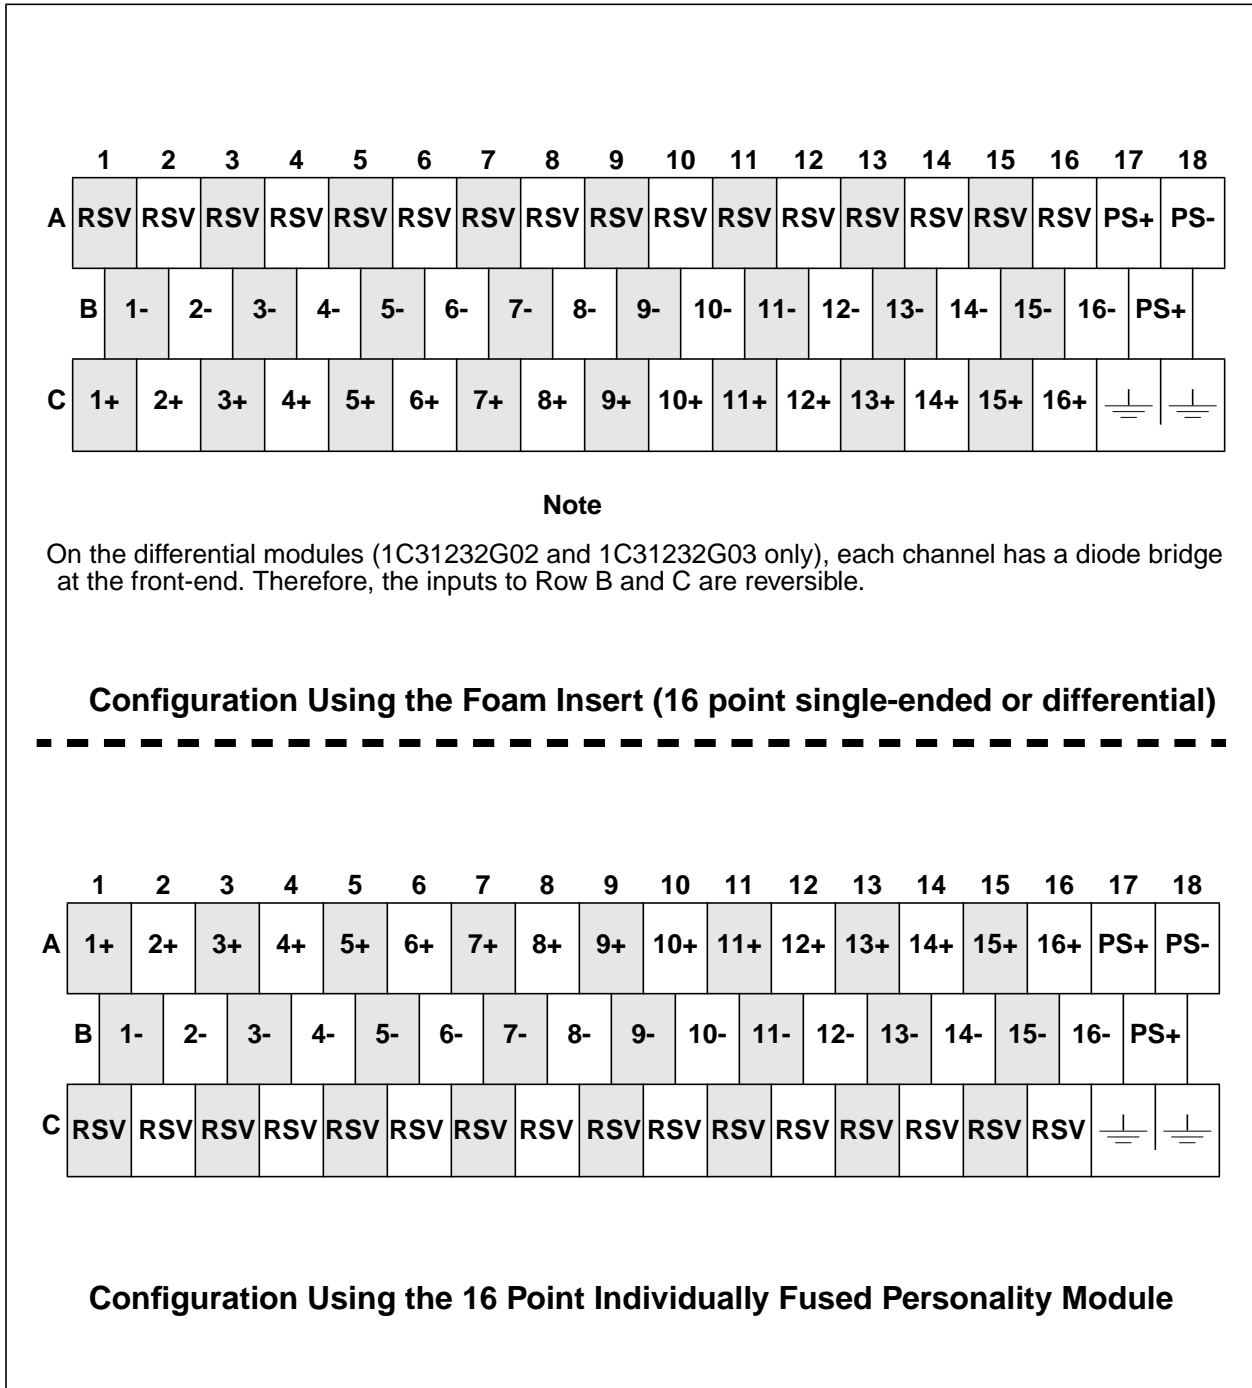 1 2 3 4 5 6 7 8 9 10 11 12 13 14 15 16 17 18
A RSV RSV RSV RSV RSV RSV RSV RSV RSV RSV RSV RSV RSV RSV RSV RSV PS+ PS-
B 1- 2- 3- 4- 5- 6- 7- 8- 9- 10- 11- 12- 13- 14- 15- 16- PS+
C 1+ 2+ 3+ 4+ 5+ 6+ 7+ 8+ 9+ 10+ 11+ 12+ 13+ 14+ 15+ 16+
Note
On the differential modules (1C31232G02 and 1C31232G03 only), each channel has a diode bridge
at the front-end. Therefore, the inputs to Row B and C are reversible.
Configuration Using the Foam Insert (16 point single-ended or differential)
1 2 3 4 5 6 7 8 9 10 11 12 13 14 15 16 17 18
A 1+ 2+ 3+ 4+ 5+ 6+ 7+ 8+ 9+ 10+ 11+ 12+ 13+ 14+ 15+ 16+ PS+ PS-
B 1- 2- 3- 4- 5- 6- 7- 8- 9- 10- 11- 12- 13- 14- 15- 16- PS+
C RSV RSV RSV RSV RSV RSV RSV RSV RSV RSV RSV RSV RSV RSV RSV RSV
Configuration Using the 16 Point Individually Fused Personality Module